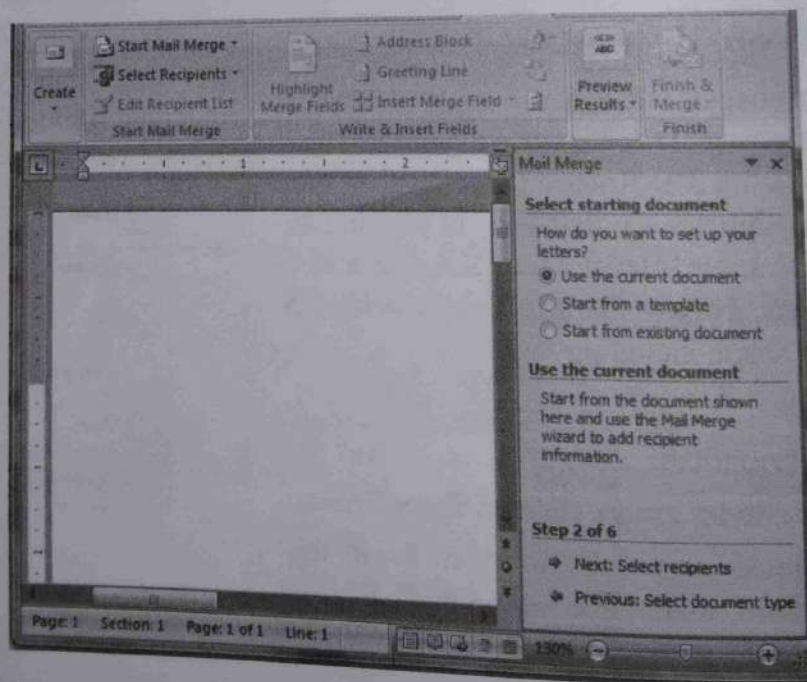 Create
Start Mail Merge
Select Recipients
Edit Recipient List
Start Mail Merge
Highlight
Merge Fields
Address Block
Greeting Line
Insert Merge Field
Write & Insert Fields
ABC
Preview
Results
Finish &
Merge
Finish
1
2
Mail Merge
Select starting document
How do you want to set up your
letters?
Use the current document
Start from a template
Start from existing document
Use the current document
Start from the document shown
here and use the Mail Merge
wizard to add recipient
information.
Step 2 of 6
Next: Select recipients
Previous: Select document type
Page: 1 Section: 1 Page: 1 of 1 Line: 1 130%